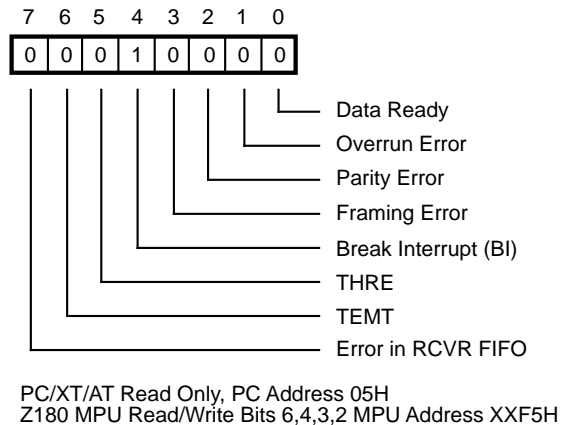 7 6 5 4 3 2 1 0
0 0 0 1 0 0 0 0
Data Ready
Overrun Error
Parity Error
Framing Error
Break Interrupt (BI)
THRE
TEMT
Error in RCVR FIFO
PC/XT/AT Read Only, PC Address 05H
Z180 MPU Read/Write Bits 6,4,3,2 MPU Address XXF5H